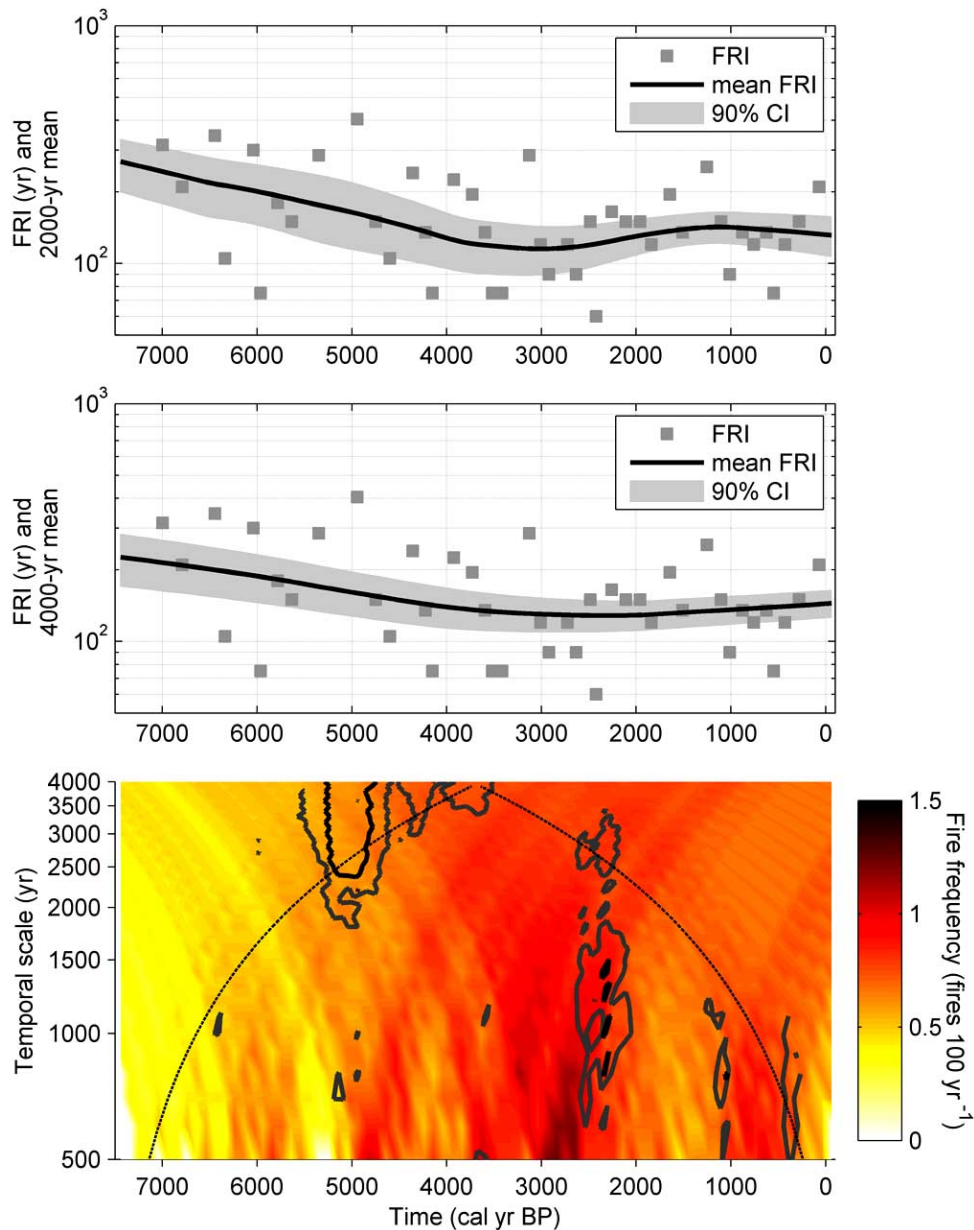 10³
FRI
mean FRI
90% CI
FRI (yr) and
2000-yr mean
10²
7000 6000 5000 4000 3000 2000 1000 0
10³
FRI
mean FRI
90% CI
FRI (yr) and
4000-yr mean
10²
7000 6000 5000 4000 3000 2000 1000 0
4000
3500
3000
2500
2000
1500
1000
500
Temporal scale (yr)
7000 6000 5000 4000 3000 2000 1000 0
Time (cal yr BP)
1.5
1
0.5
0
Fire frequency (fires 100 yr⁻¹)